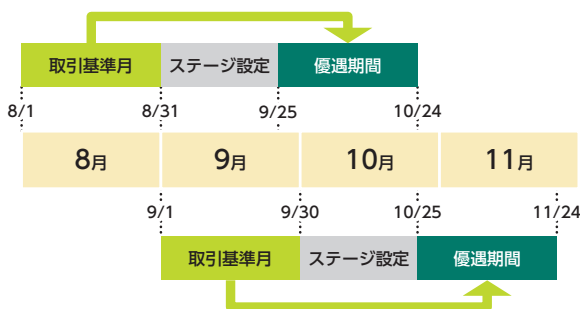 取引基準月 ステージ設定 優遇期間
8/1 8/31 9/25 10/24
8月 9月 10月 11月
9/1 9/30 10/25 11/24
取引基準月 ステージ設定 優遇期間